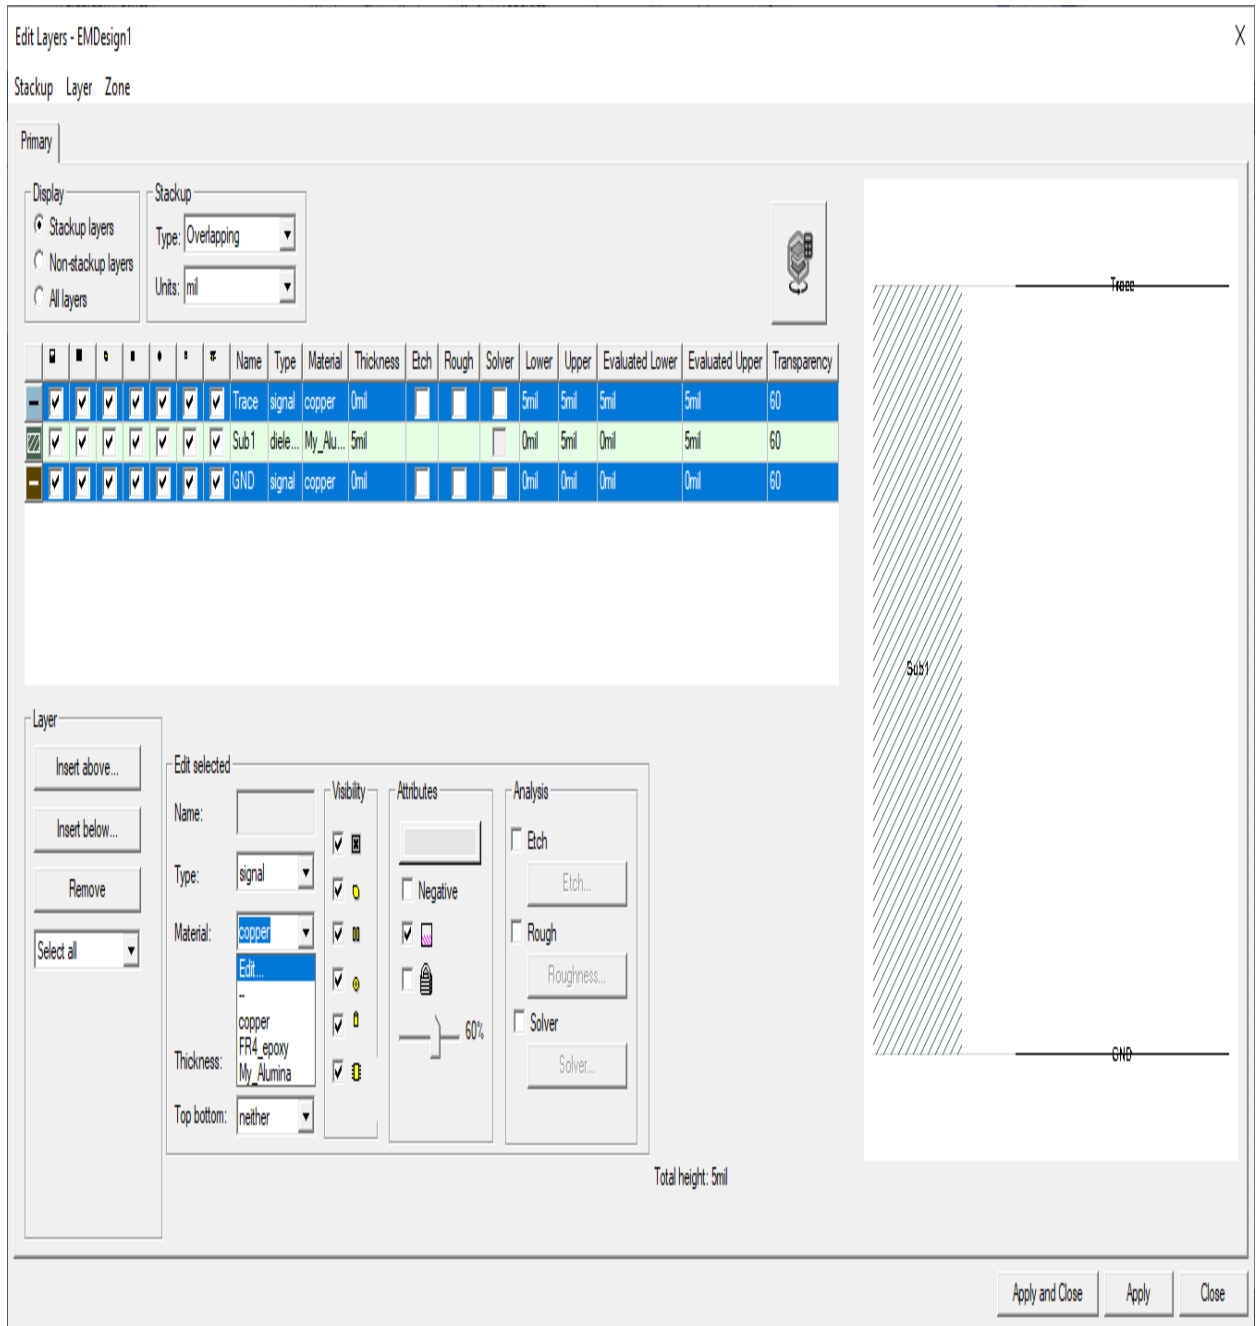 Edit Layers - EMDesign1
Stackup Layer Zone
Primary
Display
Stackup layers
Non-stackup layers
All layers
Stackup
Type: Overlapping
Units: mil
Name Type Material Thickness Etch Rough Solver Lower Upper Evaluated Lower Evaluated Upper Transparency
Trace signal copper 0mil 5mil 5mil 5mil 5mil 60
Sub1 diele... My_Alu... 5mil 0mil 5mil 0mil 5mil 60
GND signal copper 0mil 0mil 0mil 0mil 0mil 60
Trace
Sub1
GND
Layer
Insert above...
Insert below...
Remove
Select all
Edit selected
Name:
Type: signal
Material: copper
Edit...
--
copper
FR4_epoxy
My_Alumina
Thickness:
Top bottom: neither
Visibility
Attributes
Negative
60%
Analysis
Etch
Etch...
Rough
Roughness...
Solver
Solver...
Total height: 5mil
Apply and Close Apply Close